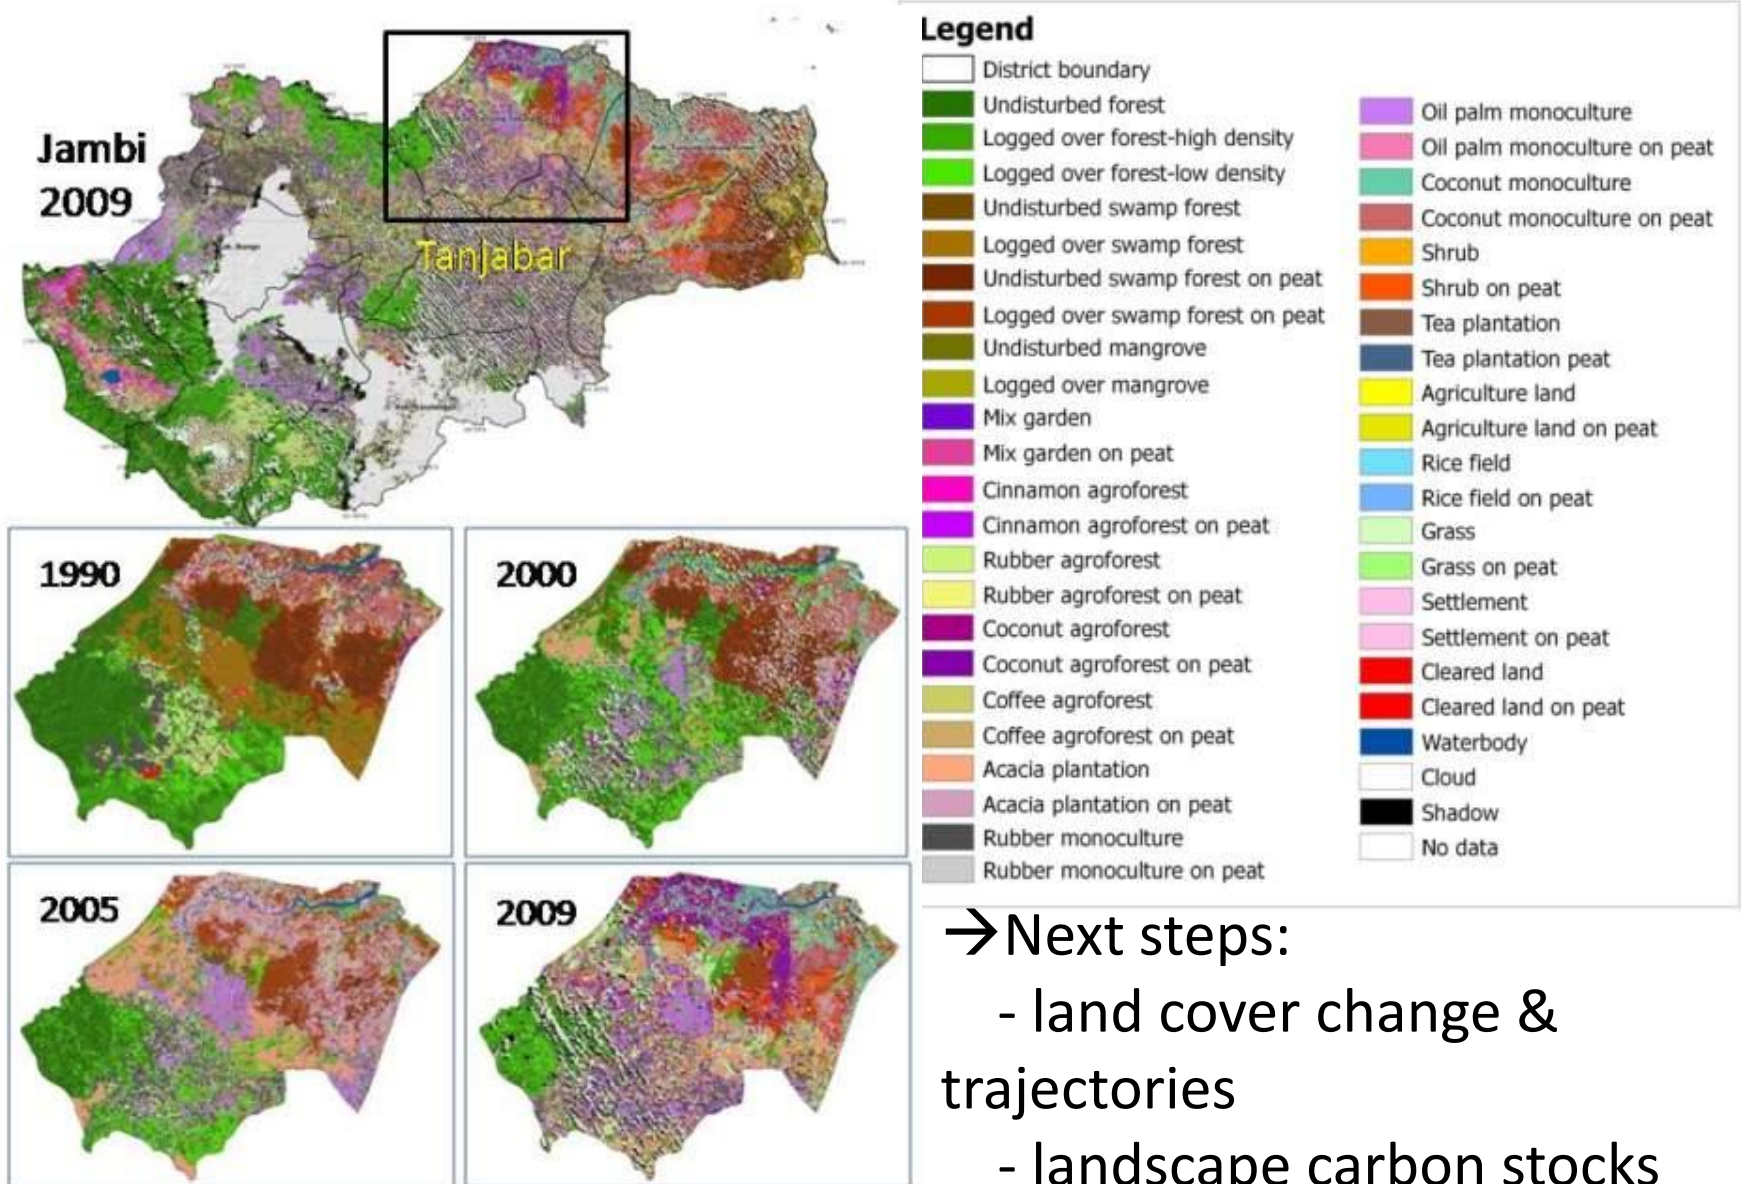 Jambi
2009
Tanjabar
1990
2000
2005
2009
Legend
District boundary
Undisturbed forest
Logged over forest-high density
Logged over forest-low density
Undisturbed swamp forest
Logged over swamp forest
Undisturbed swamp forest on peat
Logged over swamp forest on peat
Undisturbed mangrove
Logged over mangrove
Mix garden
Mix garden on peat
Cinnamon agroforest
Cinnamon agroforest on peat
Rubber agroforest
Rubber agroforest on peat
Coconut agroforest
Coconut agroforest on peat
Coffee agroforest
Coffee agroforest on peat
Acacia plantation
Acacia plantation on peat
Rubber monoculture
Rubber monoculture on peat
Oil palm monoculture
Oil palm monoculture on peat
Coconut monoculture
Coconut monoculture on peat
Shrub
Shrub on peat
Tea plantation
Tea plantation peat
Agriculture land
Agriculture land on peat
Rice field
Rice field on peat
Grass
Grass on peat
Settlement
Settlement on peat
Cleared land
Cleared land on peat
Waterbody
Cloud
Shadow
No data
→Next steps:
- land cover change &
trajectories
- landscape carbon stocks